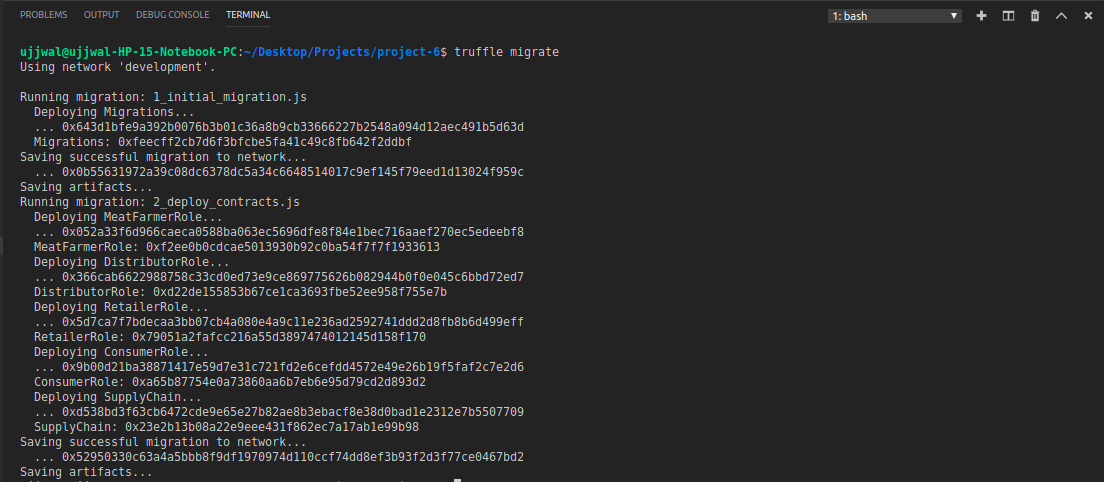 PROBLEMS OUTPUT DEBUG CONSOLE TERMINAL 1: bash
ujjwal@ujjwal-HP-15-Notebook-PC:~/Desktop/Projects/project-6$ truffle migrate
Using network 'development'.
Running migration: 1_initial_migration.js
Deploying Migrations...
... 0x643d1bfe9a392b0076b3b01c36a8b9cb33666227b2548a094d12aec491b5d63d
Migrations: 0xfeecff2cb7d6f3bfcbe5fa41c49c8fb642f2ddbf
Saving successful migration to network...
... 0x0b55631972a39c08dc6378dc5a34c6648514017c9ef145f79eed1d13024f959c
Saving artifacts...
Running migration: 2_deploy_contracts.js
Deploying MeatFarmerRole...
... 0x052a33f6d966caeca0588ba063ec5696dfe8f84e1bec716aaef270ec5edeebf8
MeatFarmerRole: 0xf2ee0b0cdcae5013930b92c0ba54f7f7f1933613
Deploying DistributorRole...
... 0x366cab6622988758c33cd0ed73e9ce869775626b082944b0f0e045c6bbd72ed7
DistributorRole: 0xd22de155853b67ce1ca3693fbe52ee958f755e7b
Deploying RetailerRole...
... 0x5d7ca7f7bdecaa3bb07cb4a080e4a9c11e236ad2592741ddd2d8fb8b6d499eff
RetailerRole: 0x79051a2fafcc216a55d3897474012145d158f170
Deploying ConsumerRole...
... 0x9b00d21ba38871417e59d7e31c721fd2e6cefdd4572e49e26b19f5faf2c7e2d6
ConsumerRole: 0xa65b87754e0a73860aa6b7eb6e95d79cd2d893d2
Deploying SupplyChain...
... 0xd538bd3f63cb6472cde9e65e27b82ae8b3ebacf8e38d0bad1e2312e7b5507709
SupplyChain: 0x23e2b13b08a22e9eee431f862ec7a17ab1e99b98
Saving successful migration to network...
... 0x52950330c63a4a5bbb8f9df1970974d110ccf74dd8ef3b93f2d3f77ce0467bd2
Saving artifacts...